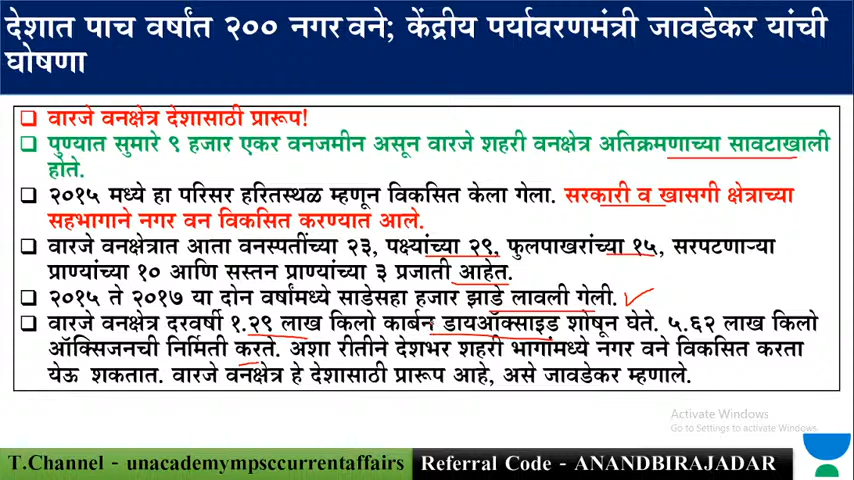 देशात पाच वर्षांत २०० नगर वने; केंद्रीय पर्यावरणमंत्री जावडेकर यांची
घोषणा
वारजे वनक्षेत्र देशासाठी प्रारूप!
पुण्यात सुमारे ९ हजार एकर वनजमीन असून वारजे शहरी वनक्षेत्र अतिक्रमणाच्या सावटाखाली
होते.
२०१५ मध्ये हा परिसर हरितस्थळ म्हणून विकसित केला गेला. सरकारी व खासगी क्षेत्राच्या
सहभागाने नगर वन विकसित करण्यात आले.
वारजे वनक्षेत्रात आता वनस्पतींच्या २३, पक्ष्यांच्या २९, फुलपाखरांच्या १५, सरपटणाऱ्या
प्राण्यांच्या १० आणि सस्तन प्राण्यांच्या ३ प्रजाती आहेत.
२०१५ ते २०१७ या दोन वर्षांमध्ये साडेसहा हजार झाडे लावली गेली.
वारजे वनक्षेत्र दरवर्षी १.२९ लाख किलो कार्बन डायऑक्साइड शोषून घेते. ५.६२ लाख किलो
ऑक्सिजनची निर्मिती करते. अशा रीतीने देशभर शहरी भागांमध्ये नगर वने विकसित करता
येऊ शकतात. वारजे वनक्षेत्र हे देशासाठी प्रारूप आहे, असे जावडेकर म्हणाले.
Activate Windows
Go to Settings to activate Windows.
T.Channel - unacademympsccurrentaffairs
Referral Code - ANANDBIRAJADAR